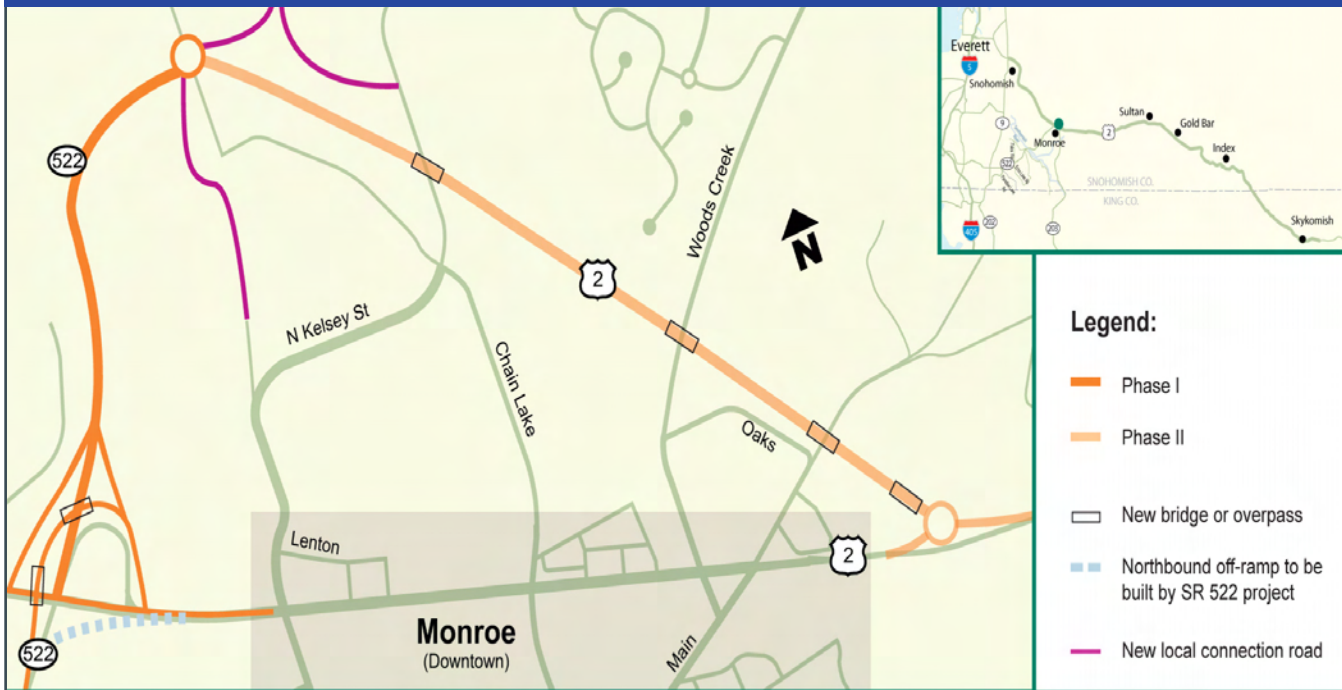 522
N Kelsey St
Chain Lake
2
Woods Creek
N
Oaks
Lenton
2
Monroe
(Downtown)
Main
522
Everett
5
Snohomish
9
Monroe
522
2
Sultan
Gold Bar
Index
SNOHOMISH CO.
KING CO.
Skykomish
202
405
203
Legend:
Phase I
Phase II
New bridge or overpass
Northbound off-ramp to be
built by SR 522 project
New local connection road